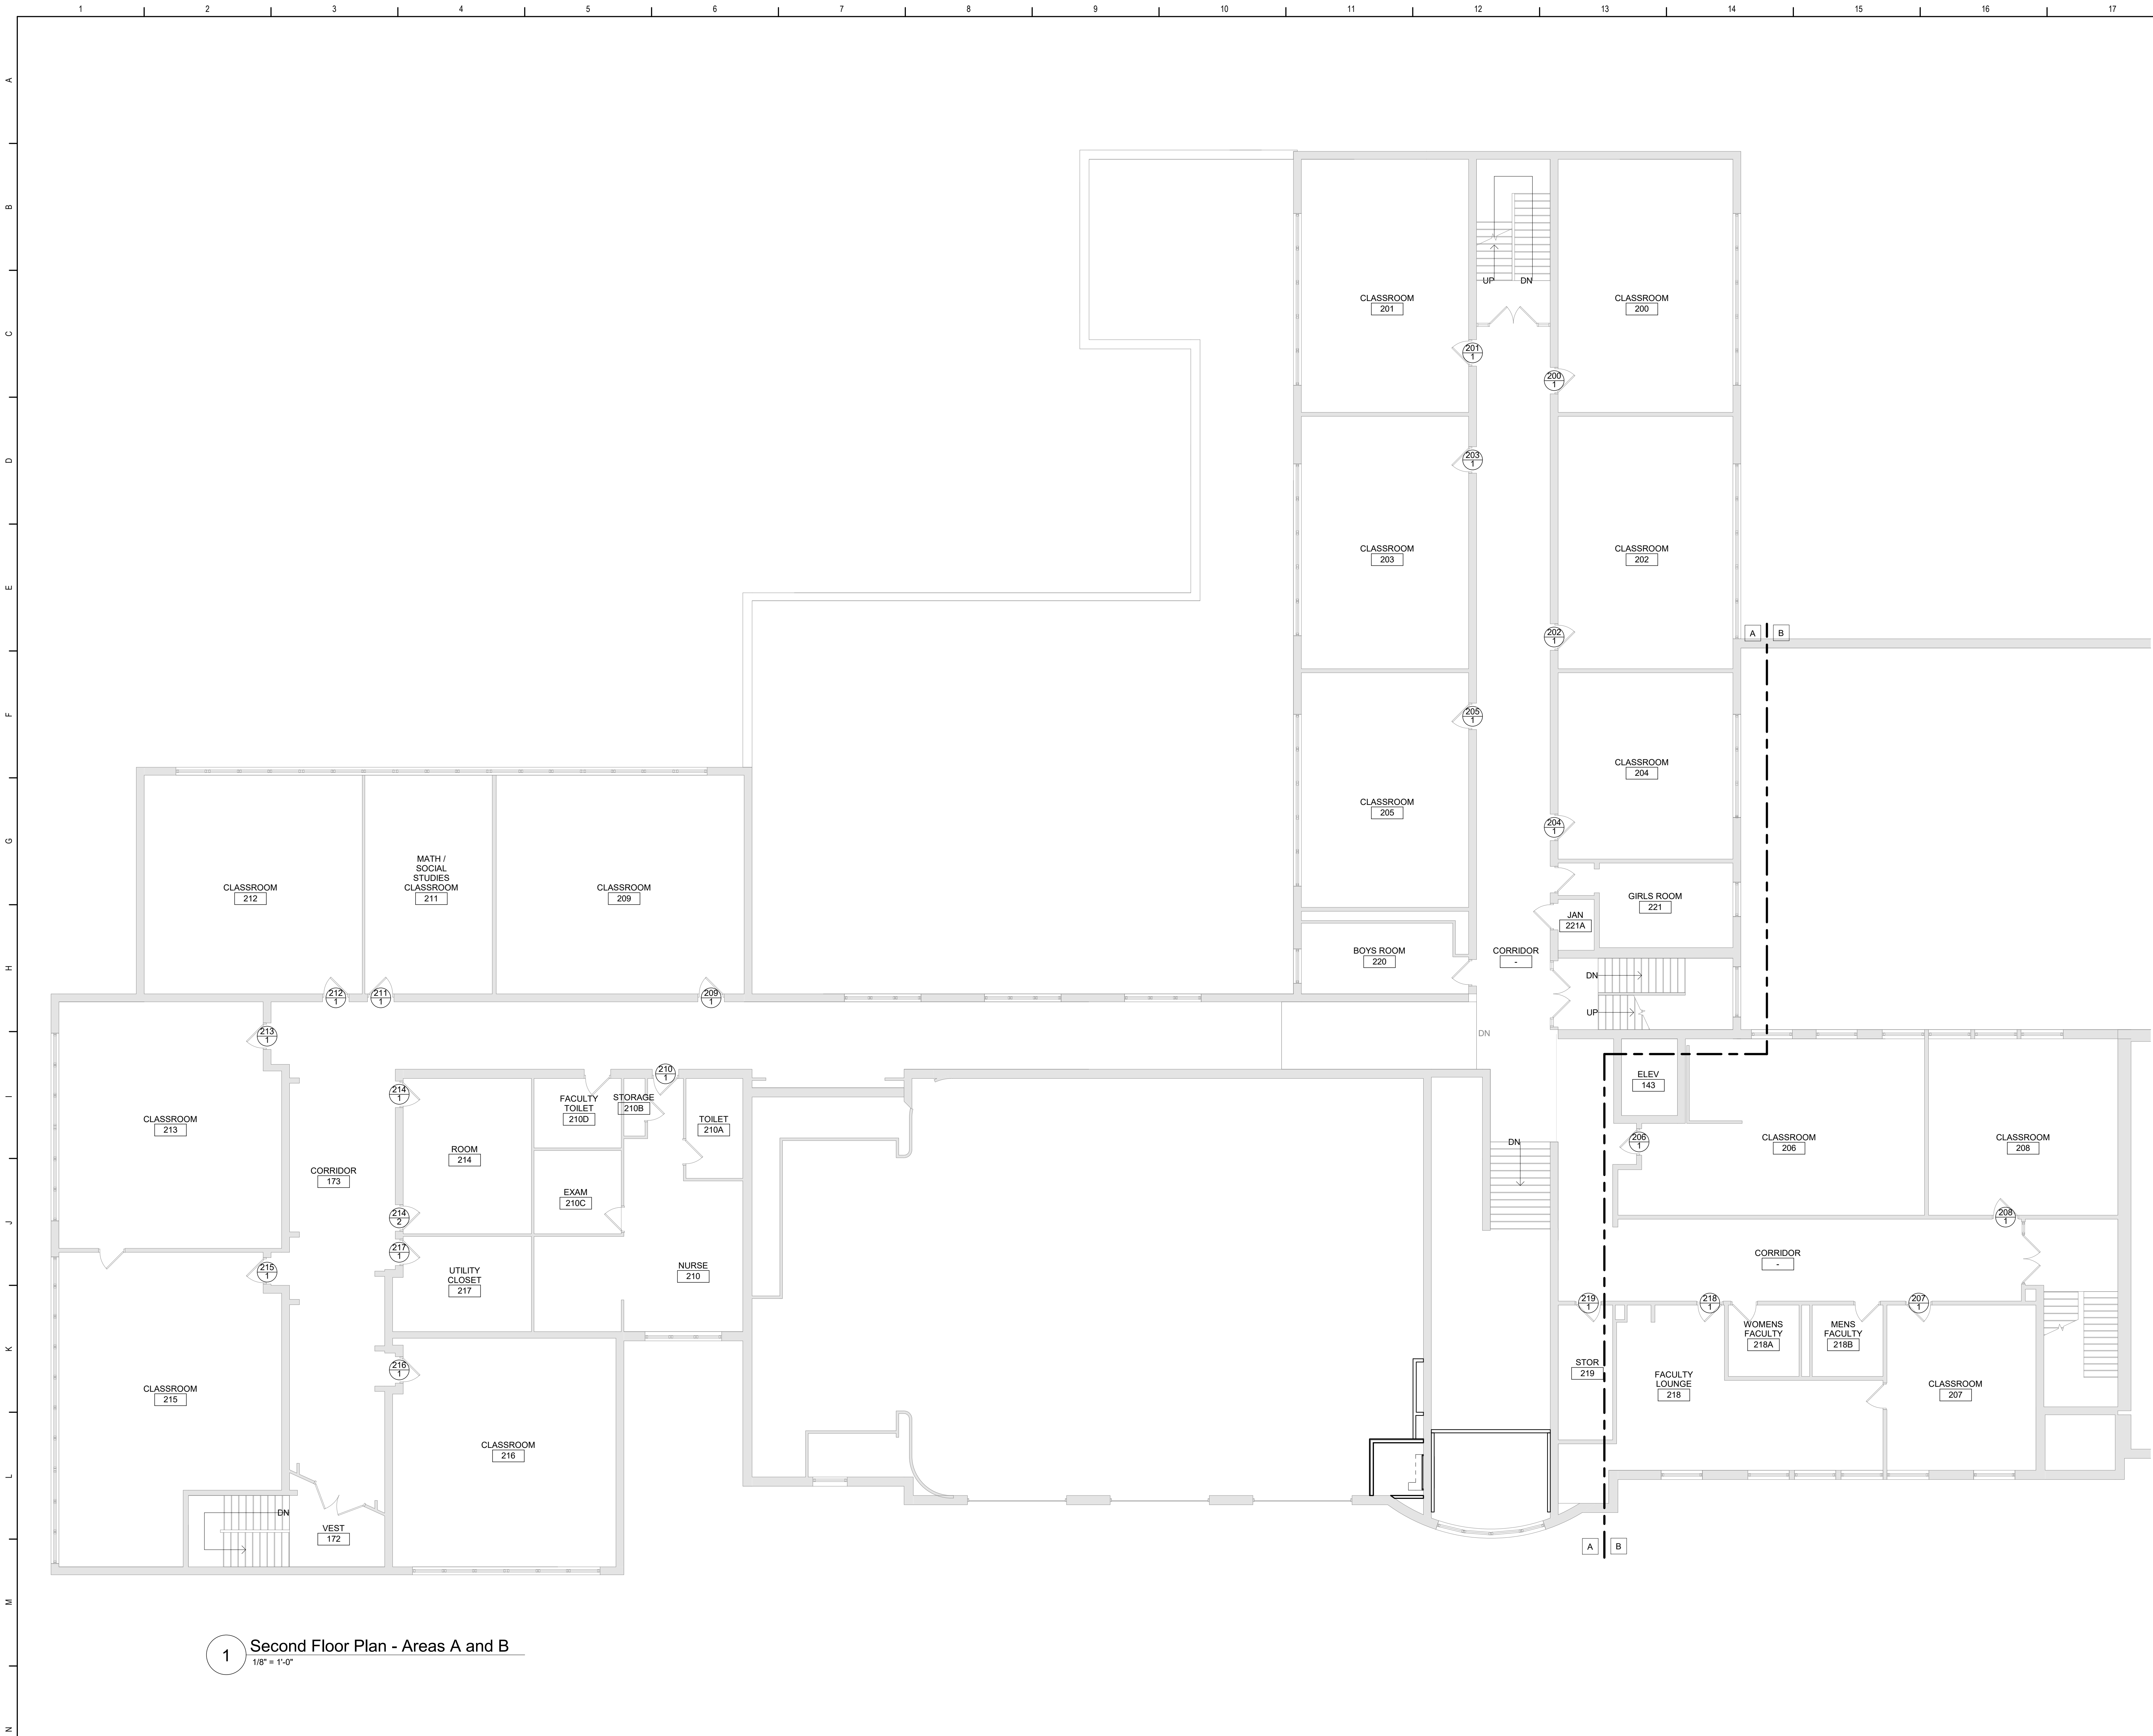 1 2 3 4 5 6 7 8 9 10 11 12 13 14 15 16 17
A
B
C
D
E
F
G
H
I
J
K
L
M
N
UP DN
CLASSROOM
201
CLASSROOM
200
201
1
200
1
203
1
CLASSROOM
203
CLASSROOM
202
202
1
A B
205
1
CLASSROOM
204
CLASSROOM
205
204
1
MATH /
SOCIAL
STUDIES
CLASSROOM
211
CLASSROOM
212
CLASSROOM
209
GIRLS ROOM
221
JAN
221A
BOYS ROOM
220
CORRIDOR
-
DN
UP
212
1
211
1
209
1
213
1
DN
210
1
ELEV
143
214
1
FACULTY
TOILET
210D
STORAGE
210B
TOILET
210A
CLASSROOM
213
ROOM
214
DN
206
1
CLASSROOM
206
CLASSROOM
208
CORRIDOR
173
EXAM
210C
214
2
208
1
217
1
215
1
UTILITY
CLOSET
217
NURSE
210
CORRIDOR
-
219
1
218
1
207
1
WOMENS
FACULTY
218A
MENS
FACULTY
218B
216
1
STOR
219
FACULTY
LOUNGE
218
CLASSROOM
207
CLASSROOM
215
CLASSROOM
216
DN
VEST
172
A B
1
Second Floor Plan - Areas A and B
1/8" = 1'-0"